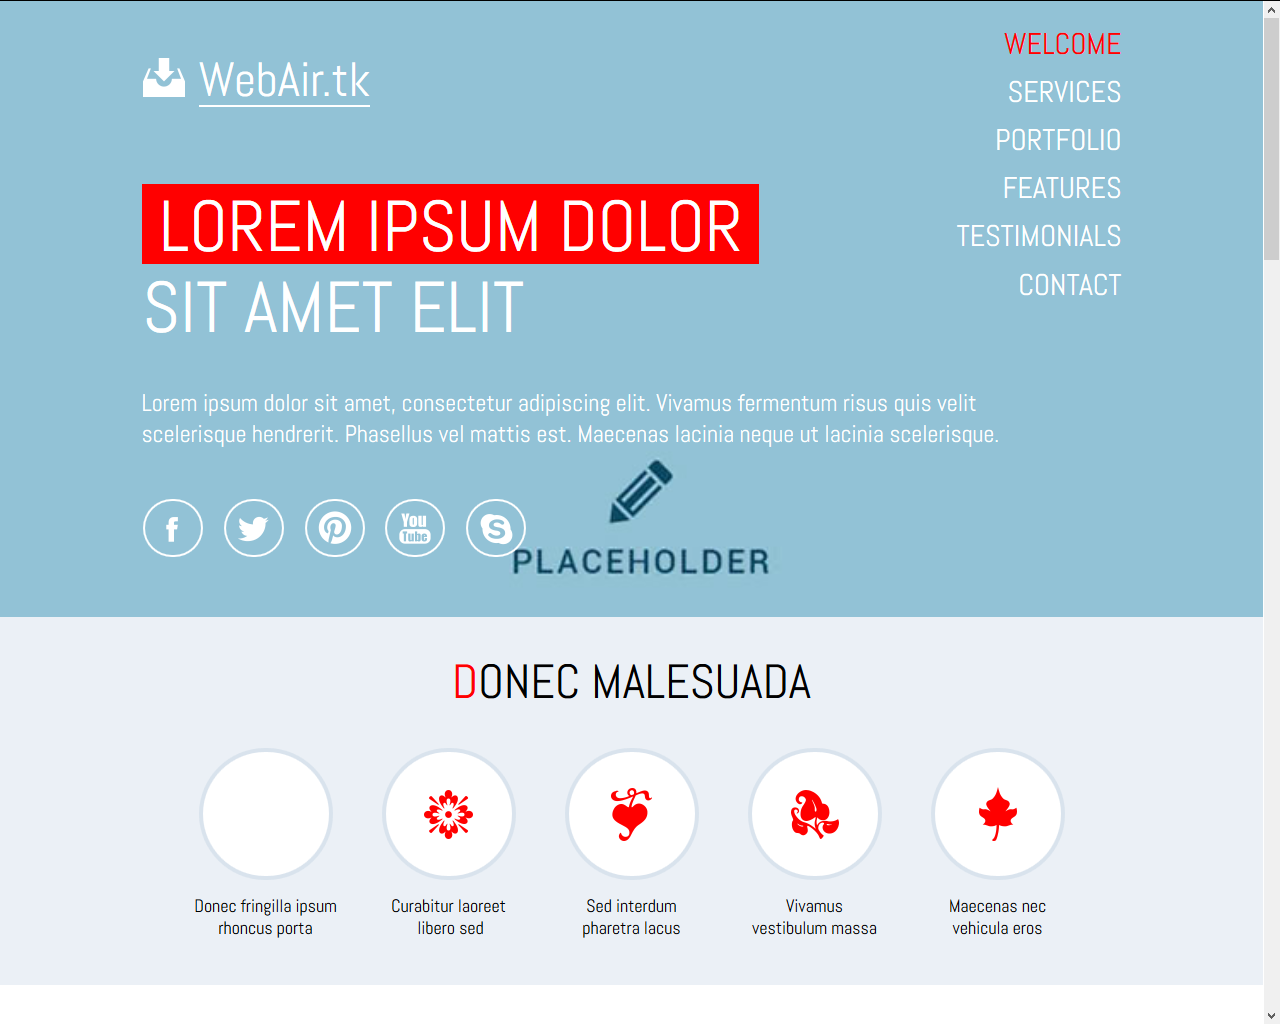 WebAir.tk
WELCOME
SERVICES
PORTFOLIO
FEATURES
TESTIMONIALS
CONTACT
LOREM IPSUM DOLOR
SIT AMET ELIT
Lorem ipsum dolor sit amet, consectetur adipiscing elit. Vivamus fermentum risus quis velit
scelerisque hendrerit. Phasellus vel mattis est. Maecenas lacinia neque ut lacinia scelerisque.
You
Tube
PLACEHOLDER
DONEC MALESUADA
Donec fringilla ipsum
rhoncus porta
Curabitur laoreet
libero sed
Sed interdum
pharetra lacus
Vivamus
vestibulum massa
Maecenas nec
vehicula eros